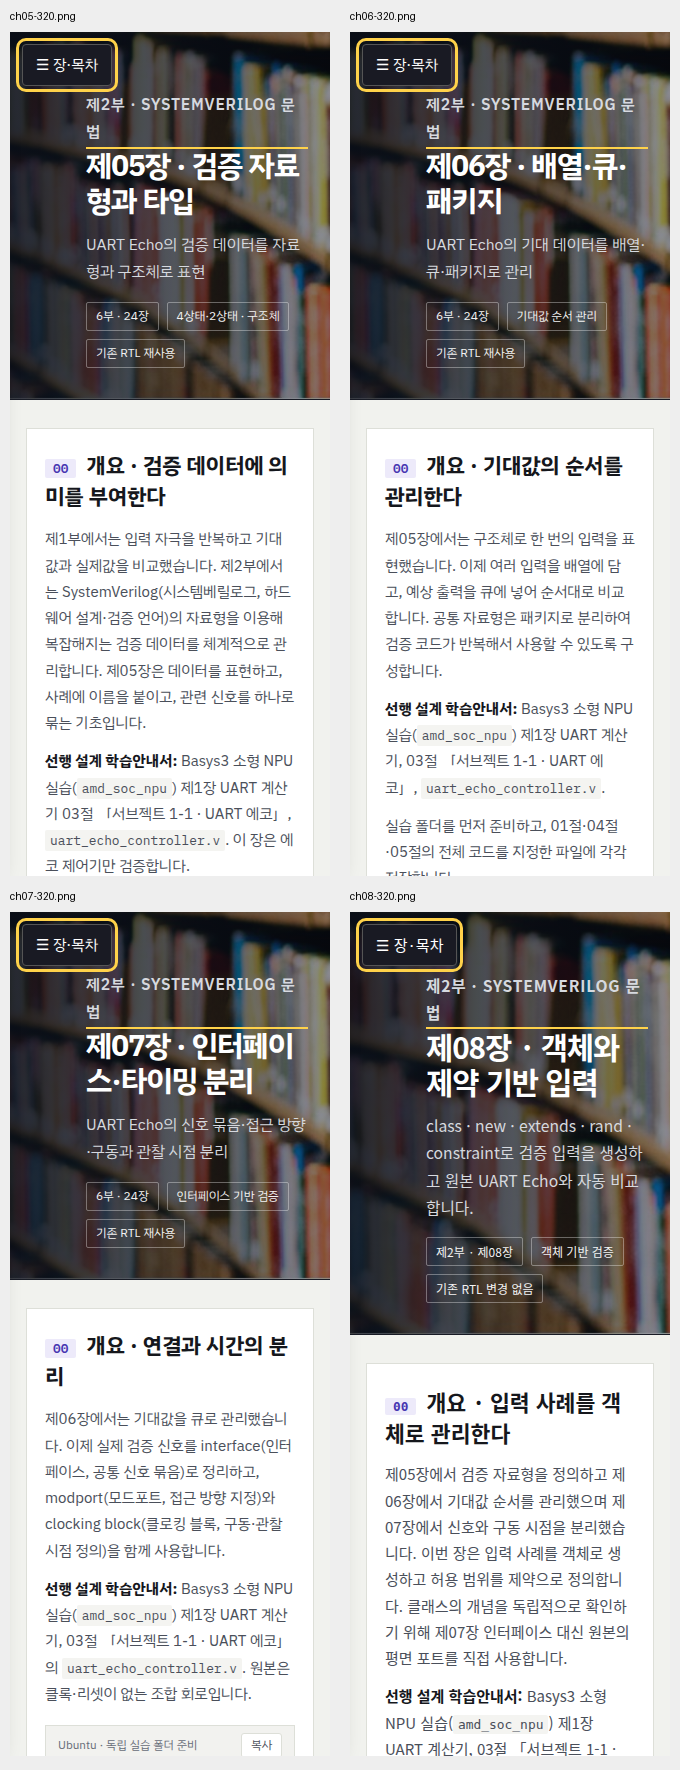 ch05-320.png
☰ 장·목차
제2부 · SYSTEMVERILOG 문
법
제05장 · 검증 자료
형과 타입
UART Echo의 검증 데이터를 자료
형과 구조체로 표현
6부 · 24장
4상태·2상태 · 구조체
기존 RTL 재사용
00 개요 · 검증 데이터에 의
미를 부여한다
제1부에서는 입력 자극을 반복하고 기대
값과 실제값을 비교했습니다. 제2부에서
는 SystemVerilog(시스템베릴로그, 하드
웨어 설계·검증 언어)의 자료형을 이용해
복잡해지는 검증 데이터를 체계적으로 관
리합니다. 제05장은 데이터를 표현하고,
사례에 이름을 붙이고, 관련 신호를 하나로
묶는 기초입니다.
선행 설계 학습안내서: Basys3 소형 NPU
실습( amd_soc_npu ) 제1장 UART 계산
기 03절 「서브젝트 1-1 · UART 에코」,
uart_echo_controller.v . 이 장은 에
코 제어기만 검증합니다.
ch06-320.png
☰ 장·목차
제2부 · SYSTEMVERILOG 문
법
제06장 · 배열·큐·
패키지
UART Echo의 기대 데이터를 배열·
큐·패키지로 관리
6부 · 24장
기대값 순서 관리
기존 RTL 재사용
00 개요 · 기대값의 순서를
관리한다
제05장에서는 구조체로 한 번의 입력을 표
현했습니다. 이제 여러 입력을 배열에 담
고, 예상 출력을 큐에 넣어 순서대로 비교
합니다. 공통 자료형은 패키지로 분리하여
검증 코드가 반복해서 사용할 수 있도록 구
성합니다.
선행 설계 학습안내서: Basys3 소형 NPU
실습( amd_soc_npu ) 제1장 UART 계산
기, 03절 「서브젝트 1-1 · UART 에
코」, uart_echo_controller.v .
실습 폴더를 먼저 준비하고, 01절·04절
·05절의 전체 코드를 지정한 파일에 각각
ch07-320.png
☰ 장·목차
제2부 · SYSTEMVERILOG 문
법
제07장 · 인터페이
스·타이밍 분리
UART Echo의 신호 묶음·접근 방향
·구동과 관찰 시점 분리
6부 · 24장
인터페이스 기반 검증
기존 RTL 재사용
00 개요 · 연결과 시간의 분
리
제06장에서는 기대값을 큐로 관리했습니
다. 이제 실제 검증 신호를 interface(인터
페이스, 공통 신호 묶음)로 정리하고,
modport(모드포트, 접근 방향 지정)와
clocking block(클로킹 블록, 구동·관찰
시점 정의)을 함께 사용합니다.
선행 설계 학습안내서: Basys3 소형 NPU
실습( amd_soc_npu ) 제1장 UART 계산
기, 03절 「서브젝트 1-1 · UART 에코」
의 uart_echo_controller.v . 원본은
클록·리셋이 없는 조합 회로입니다.
Ubuntu · 독립 실습 폴더 준비
복사
ch08-320.png
☰ 장·목차
제2부 · SYSTEMVERILOG 문
법
제08장 · 객체와
제약 기반 입력
class · new · extends · rand ·
constraint로 검증 입력을 생성하
고 원본 UART Echo와 자동 비교
합니다.
제2부 · 제08장
객체 기반 검증
기존 RTL 변경 없음
00 개요 · 입력 사례를 객
체로 관리한다
제05장에서 검증 자료형을 정의하고 제
06장에서 기대값 순서를 관리했으며 제
07장에서 신호와 구동 시점을 분리했습
니다. 이번 장은 입력 사례를 객체로 생
성하고 허용 범위를 제약으로 정의합니
다. 클래스의 개념을 독립적으로 확인하
기 위해 제07장 인터페이스 대신 원본의
평면 포트를 직접 사용합니다.
선행 설계 학습안내서: Basys3 소형
NPU 실습( amd_soc_npu ) 제1장
UART 계산기, 03절 「서브젝트 1-1 ·